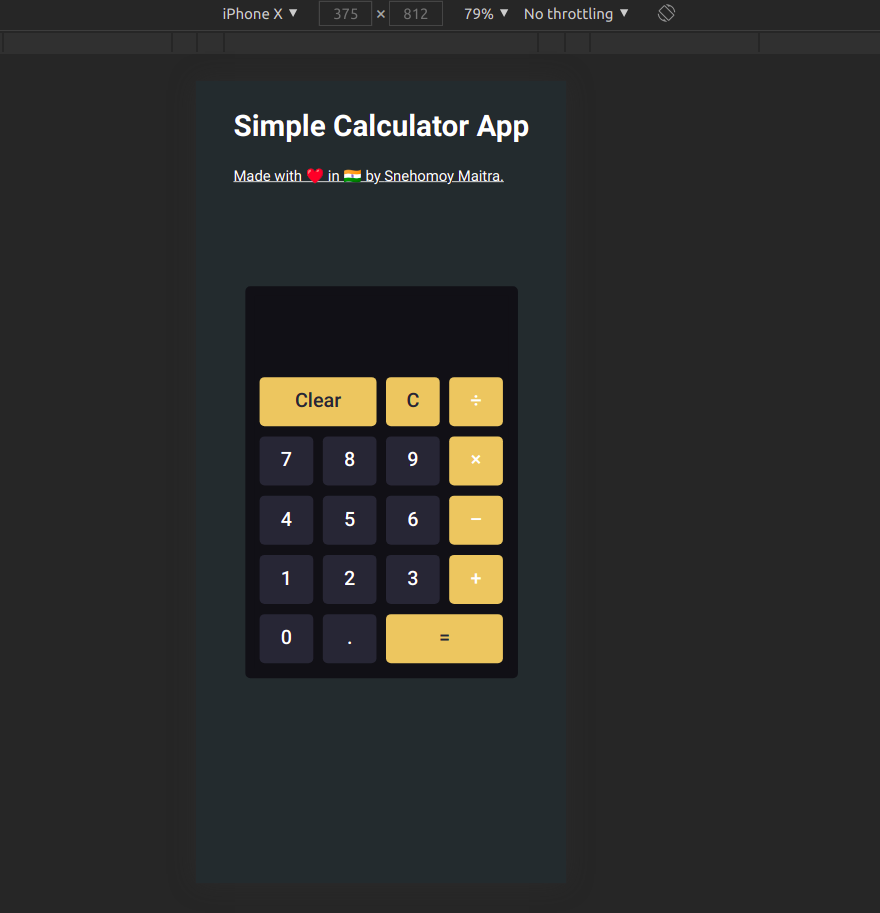 iPhone X ▼ 375 × 812 79% ▼ No throttling ▼
Simple Calculator App
Made with ❤️ in 🇮🇳 by Snehomoy Maitra.
Clear C ÷
7 8 9 ×
4 5 6 −
1 2 3 +
0 . =